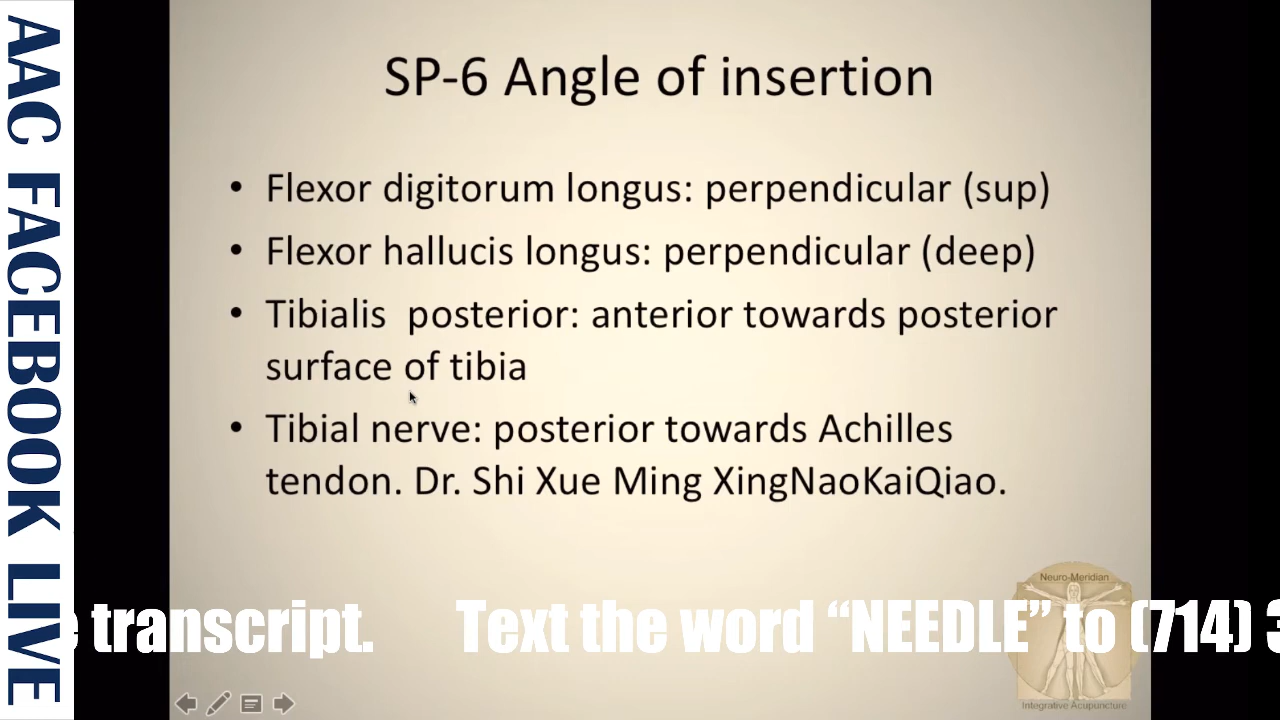 AAC FACEBOOK LIVE
SP-6 Angle of insertion
• Flexor digitorum longus: perpendicular (sup)
• Flexor hallucis longus: perpendicular (deep)
• Tibialis posterior: anterior towards posterior
surface of tibia
• Tibial nerve: posterior towards Achilles
tendon. Dr. Shi Xue Ming XingNaoKaiQiao.
Neuro-Meridian
transcript. Text the word “NEEDLE” to (714) 3
Integrative Acupuncture